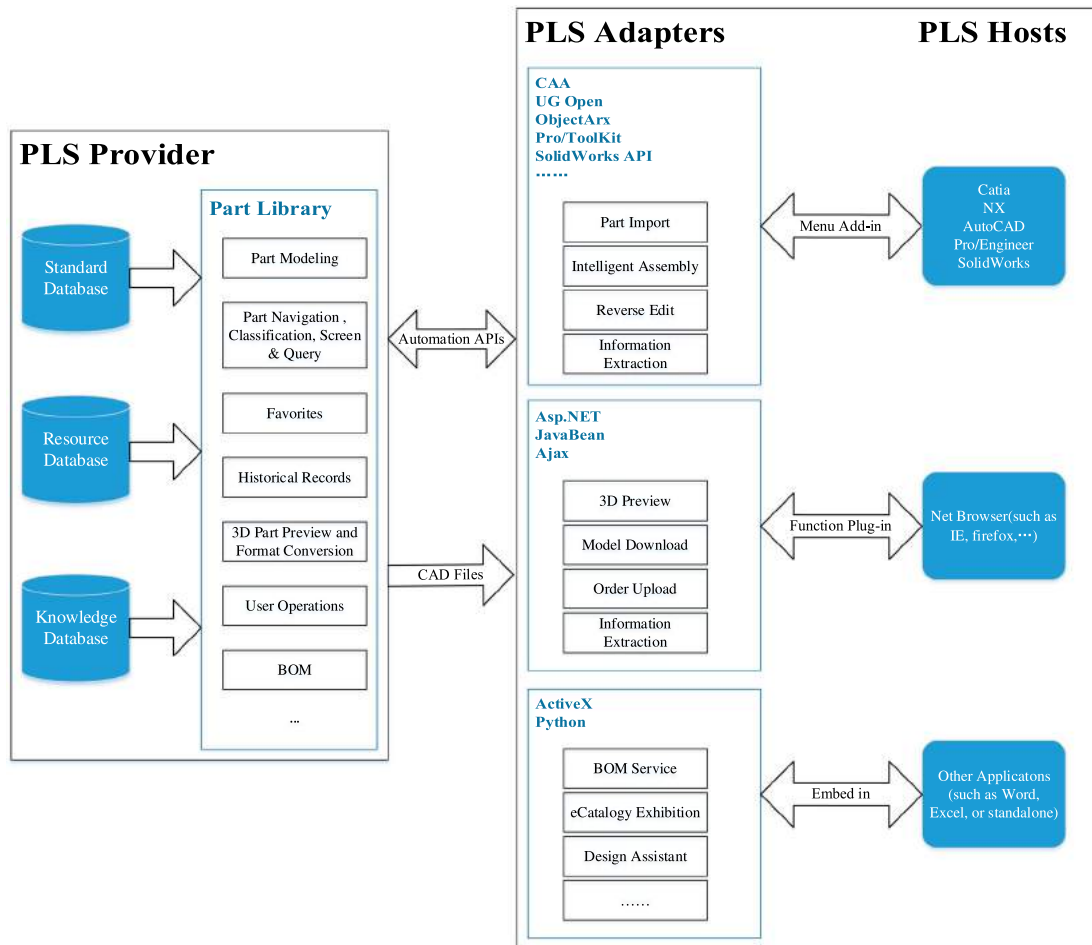 PLS Provider
Standard
Database
Resource
Database
Knowledge
Database
Part Library
Part Modeling
Part Navigation ,
Classification, Screen
& Query
Favorites
Historical Records
3D Part Preview and
Format Conversion
User Operations
BOM
...
Automation APIs
CAD Files
PLS Adapters
CAA
UG Open
ObjectArx
Pro/ToolKit
SolidWorks API
……
Part Import
Intelligent Assembly
Reverse Edit
Information
Extraction
Asp.NET
JavaBean
Ajax
3D Preview
Model Download
Order Upload
Information
Extraction
ActiveX
Python
BOM Service
eCatalogy Exhibition
Design Assistant
……
Menu Add-in
Function Plug-in
Embed in
PLS Hosts
Catia
NX
AutoCAD
Pro/Engineer
SolidWorks
Net Browser(such as
IE, firefox,…)
Other Applicatons
(such as Word,
Excel, or standalone)